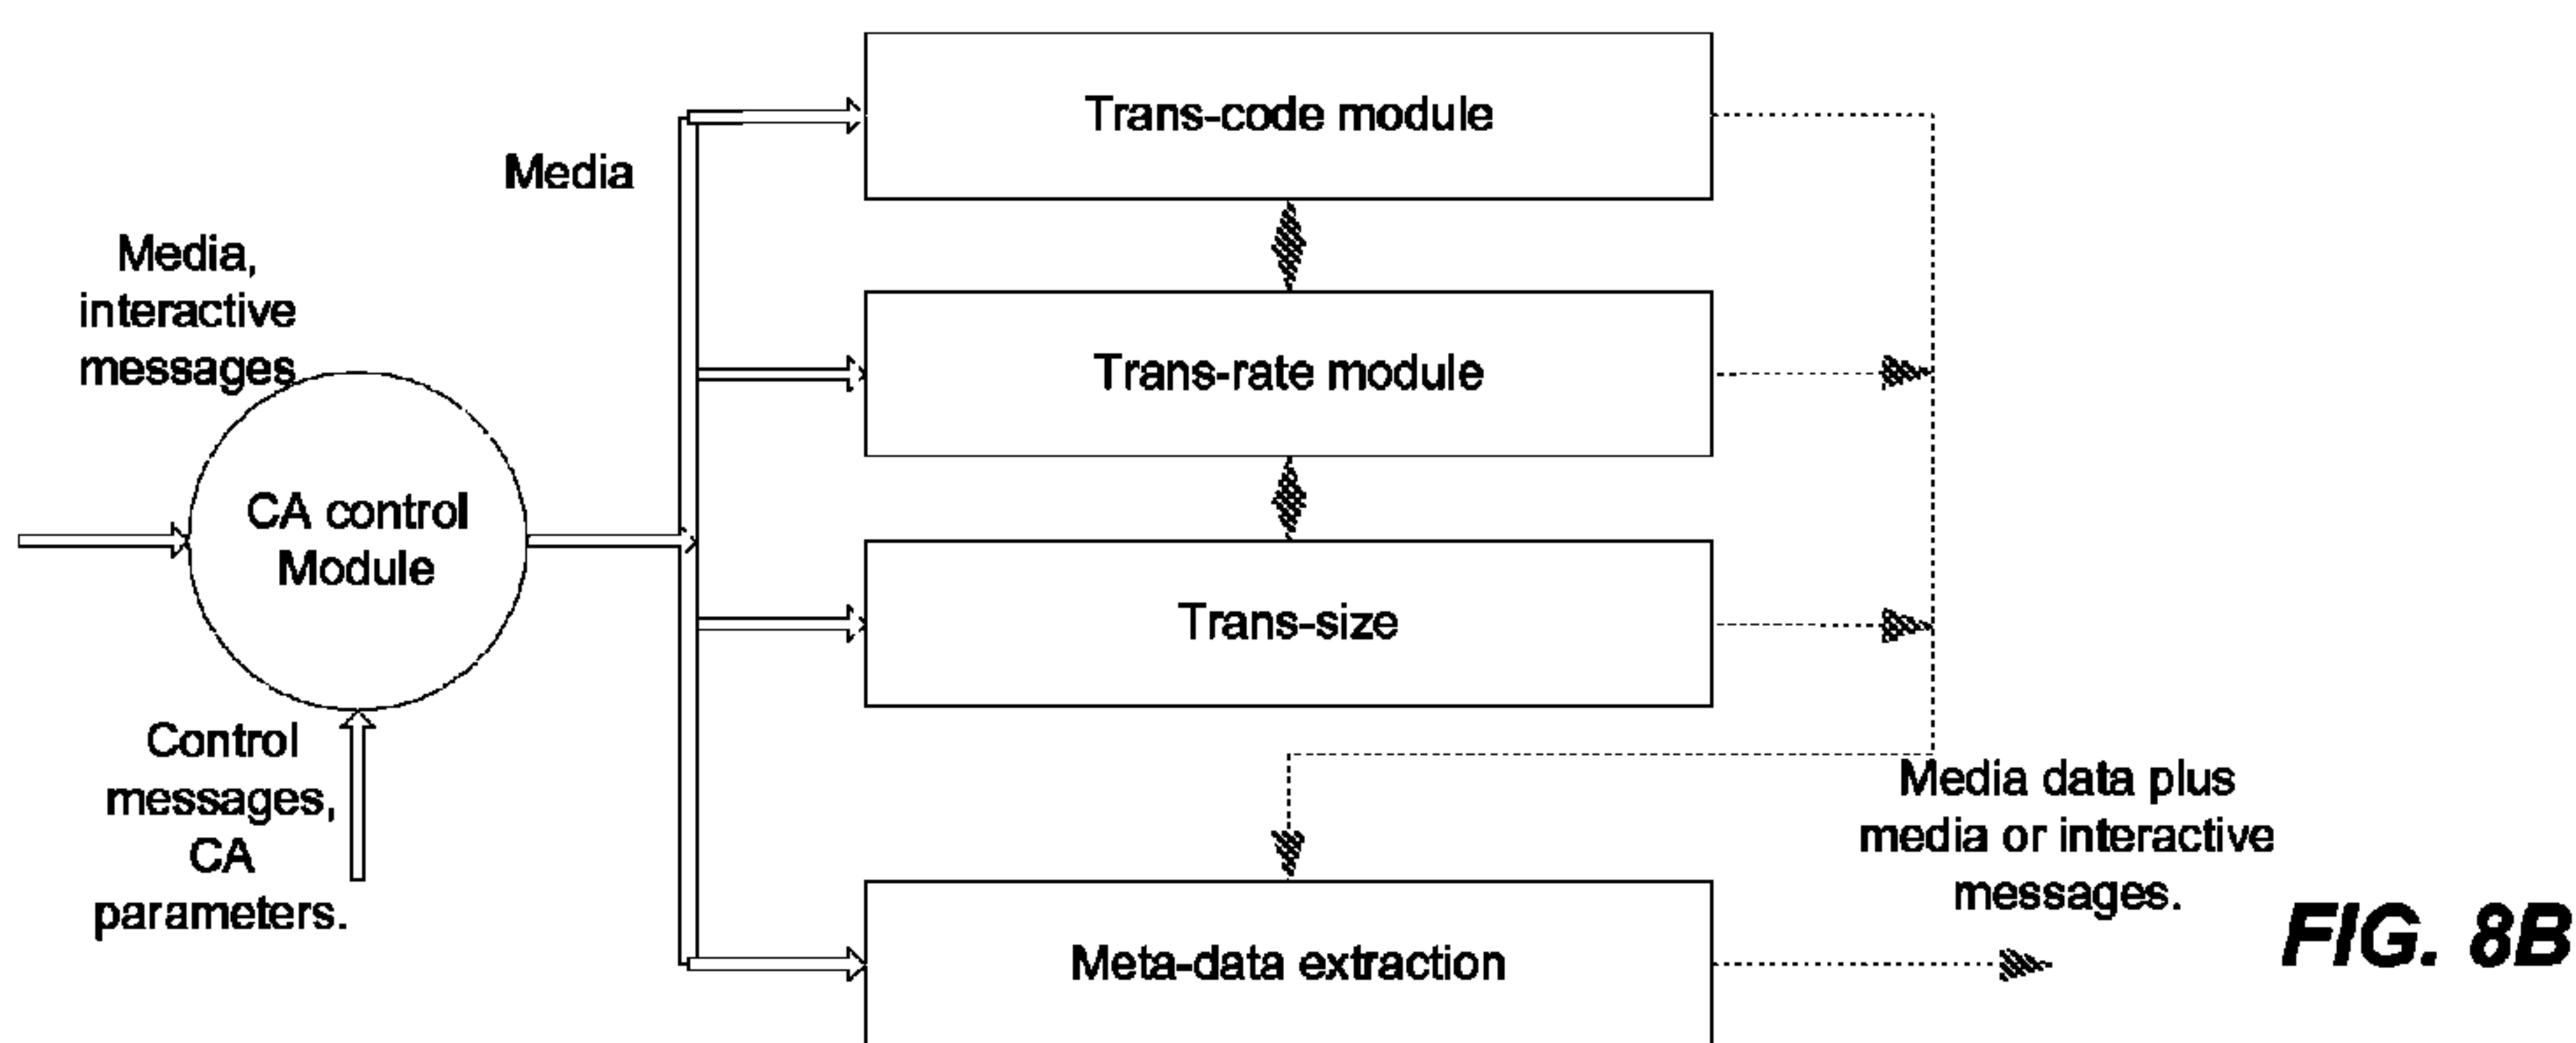 Trans-code module
Media
Media,
interactive
messages
Trans-rate module
CA control
Module
Trans-size
Control
messages,
CA
parameters.
Media data plus
media or interactive
messages.
Meta-data extraction
FIG. 8B